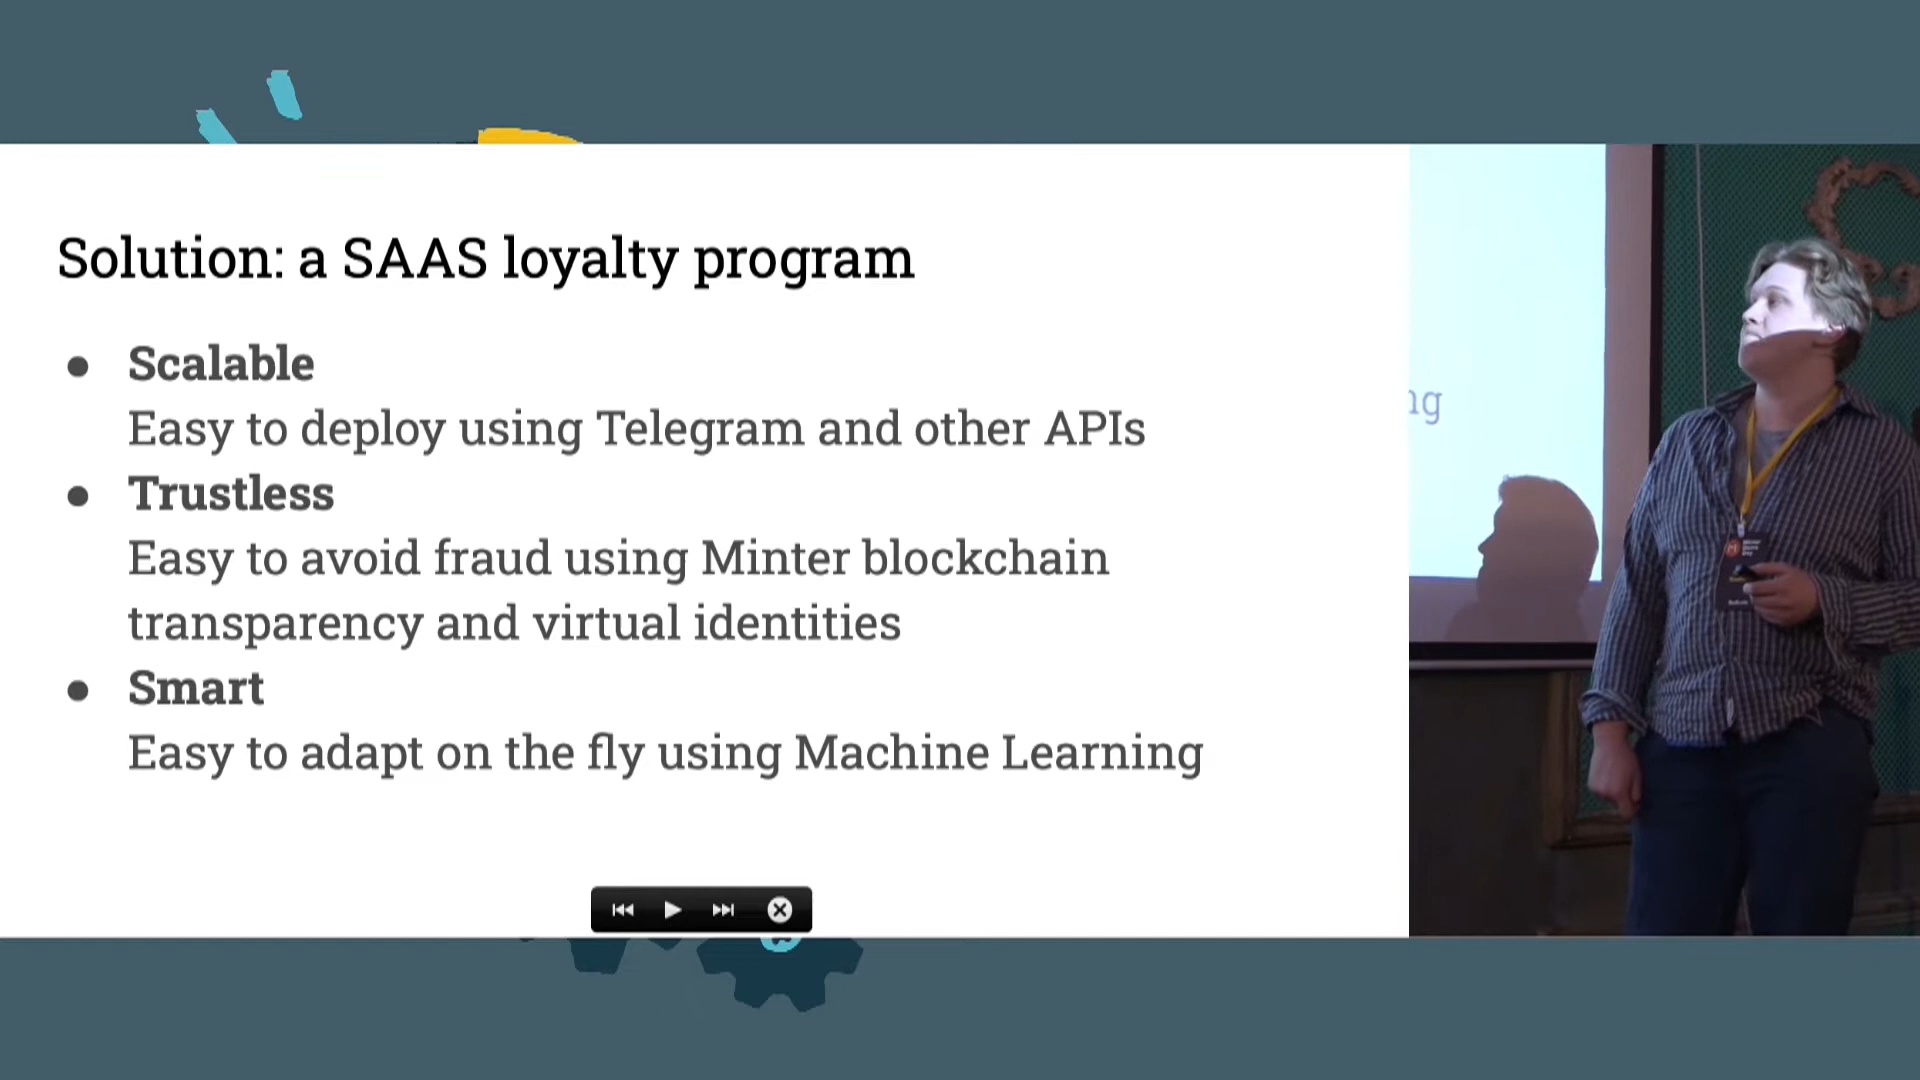 Solution: a SAAS loyalty program
● Scalable
Easy to deploy using Telegram and other APIs
● Trustless
Easy to avoid fraud using Minter blockchain
transparency and virtual identities
● Smart
Easy to adapt on the fly using Machine Learning
ng